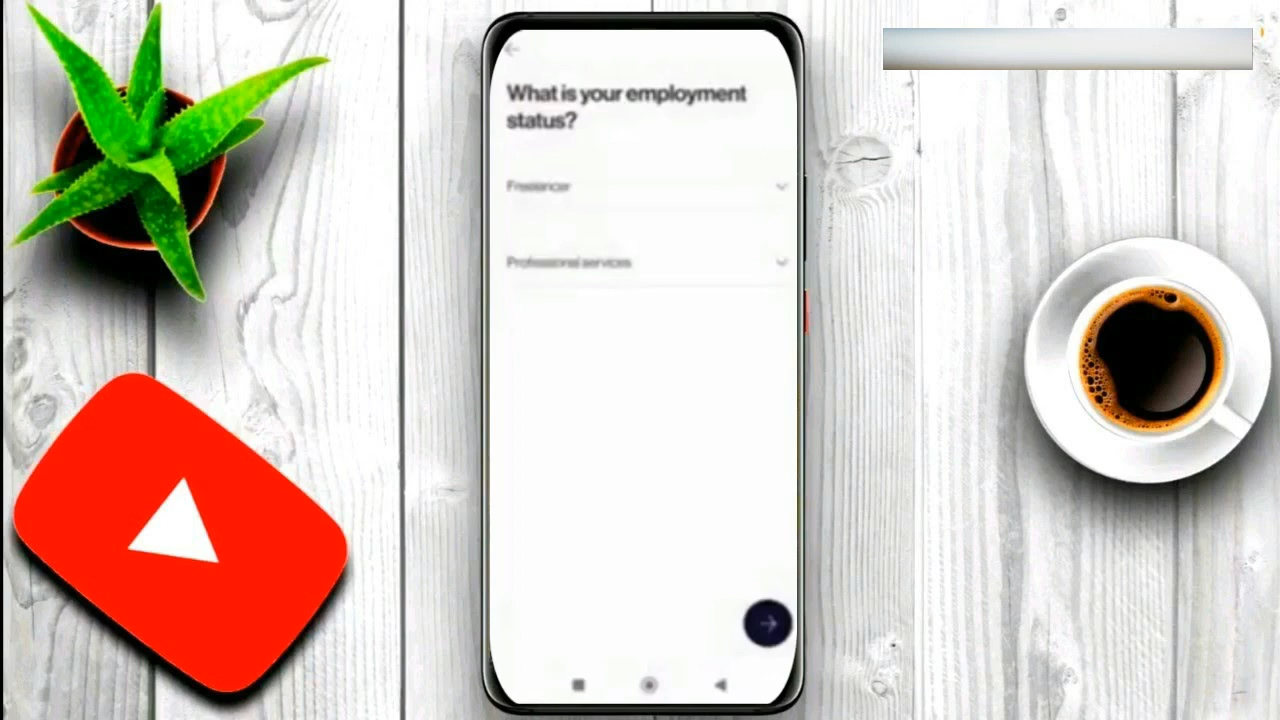 What is your employment
status?
Freelancer
Professional services